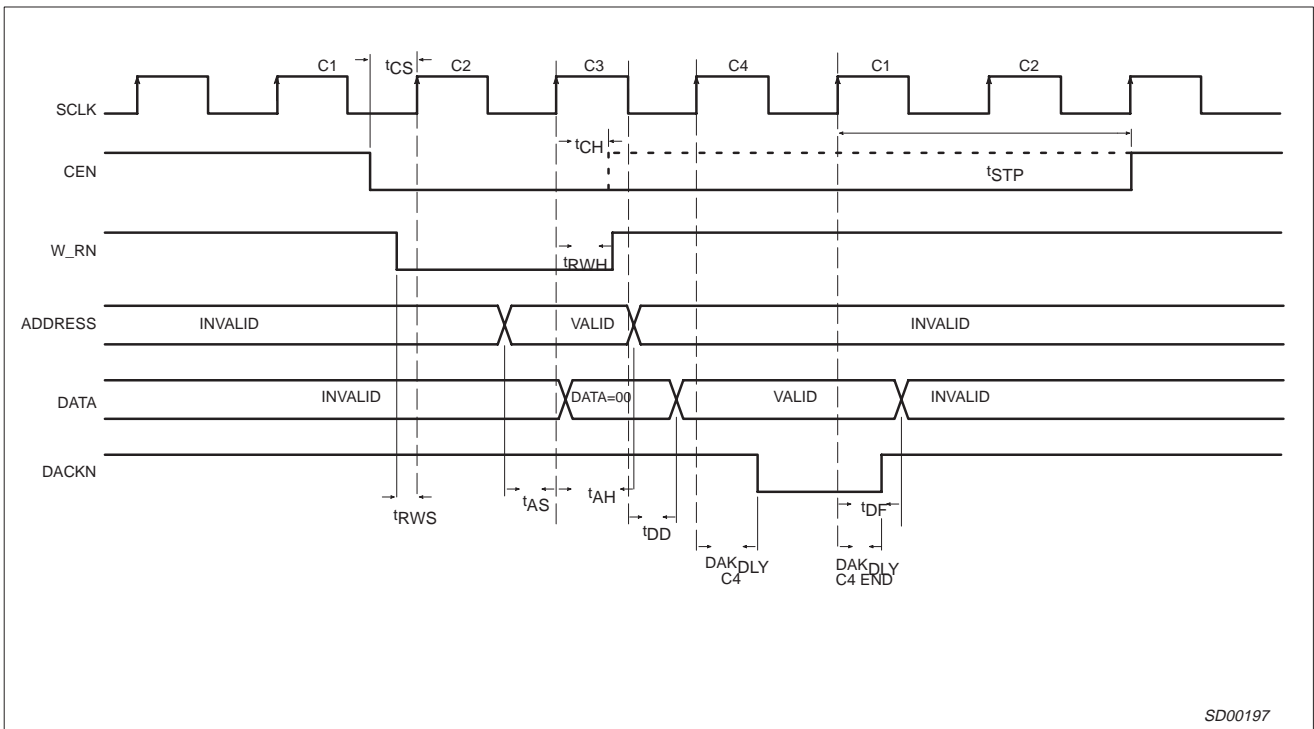 C1
tCS
C2
C3
C4
C1
C2
SCLK
tCH
CEN
tSTP
W_RN
tRWH
ADDRESS
INVALID
VALID
INVALID
DATA
INVALID
DATA=00
VALID
INVALID
DACKN
tRWS
tAS
tAH
tDD
tDF
DAKDLY
C4
DAKDLY
C4 END
SD00197